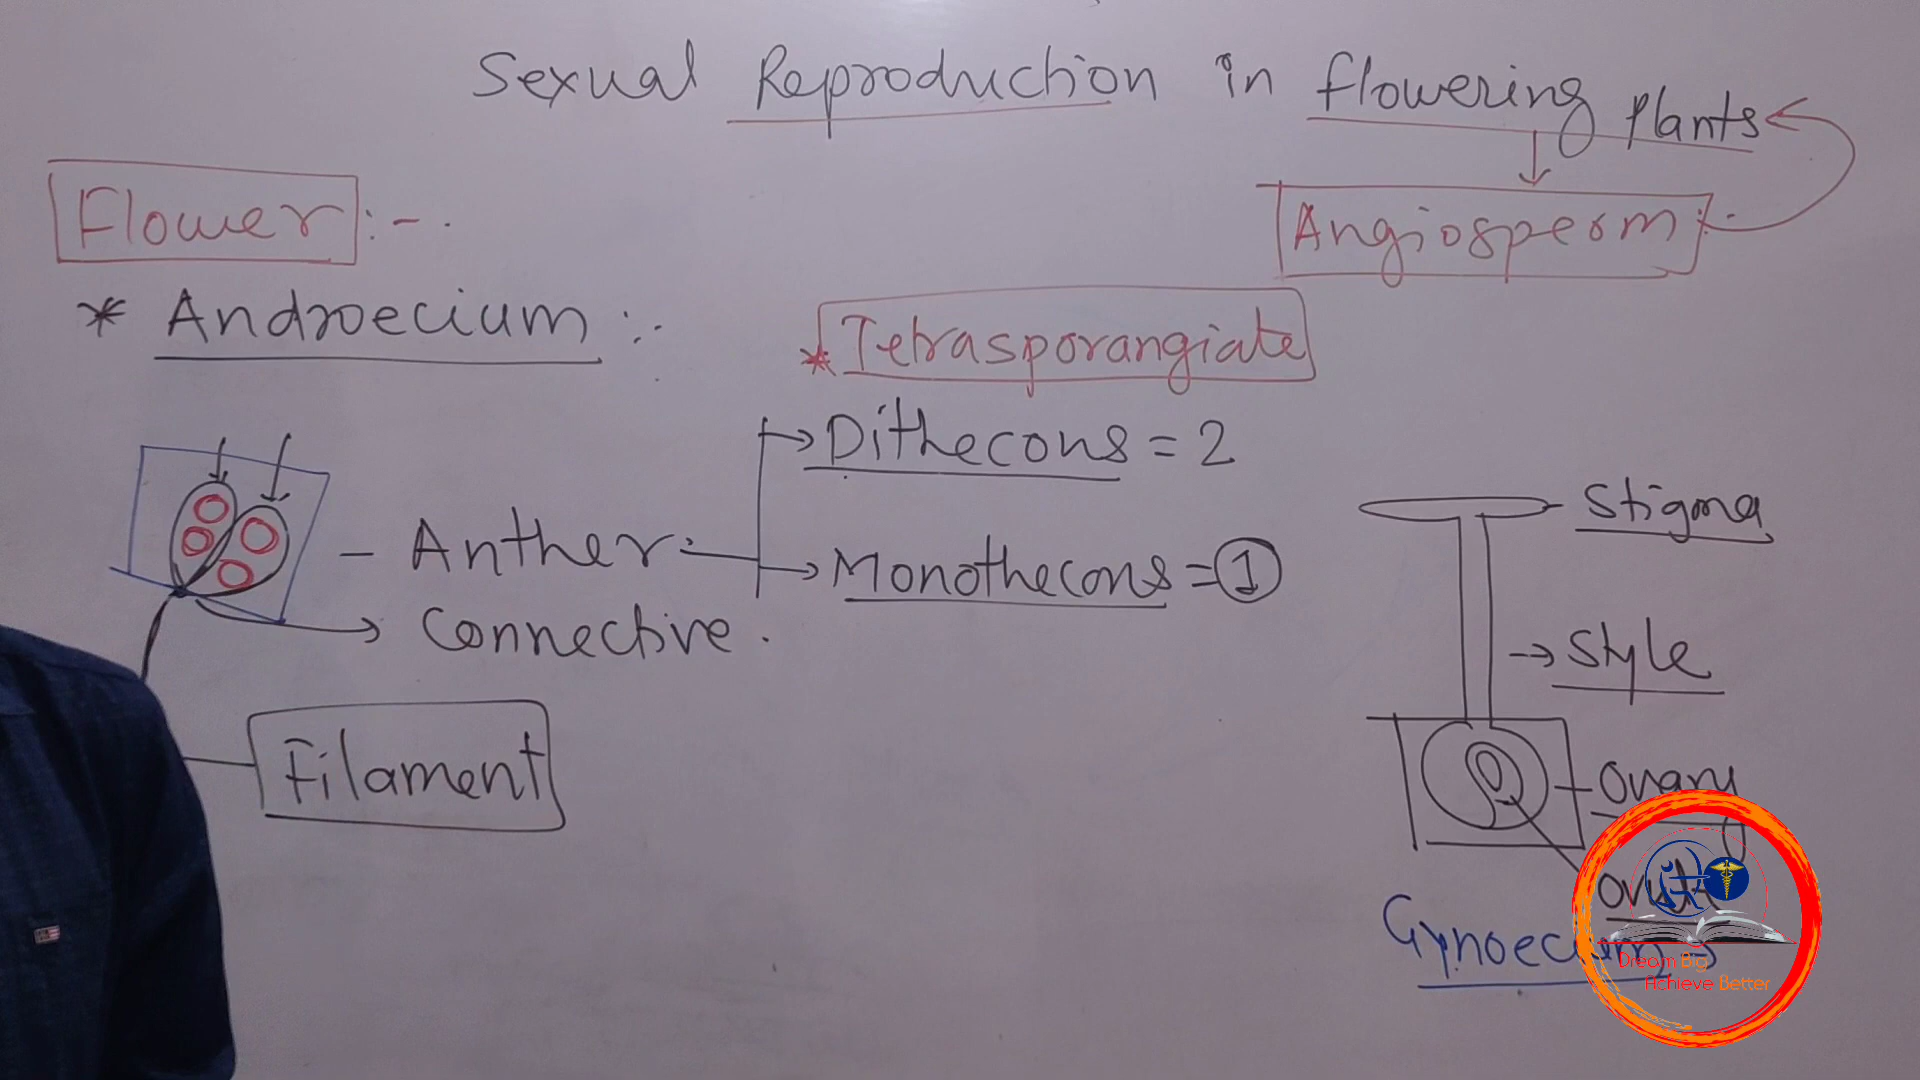 Sexual Reproduction in flowering Plants
Flower :-
Angiosperm :-
* Androecium :-
* Tetrasporangiate
Dithecons = 2
- Anther :-
Monothecons = 1
Connective .
Filament
Stigma
Style
Ovary
Gynoecium
Dream Big
Achieve Better